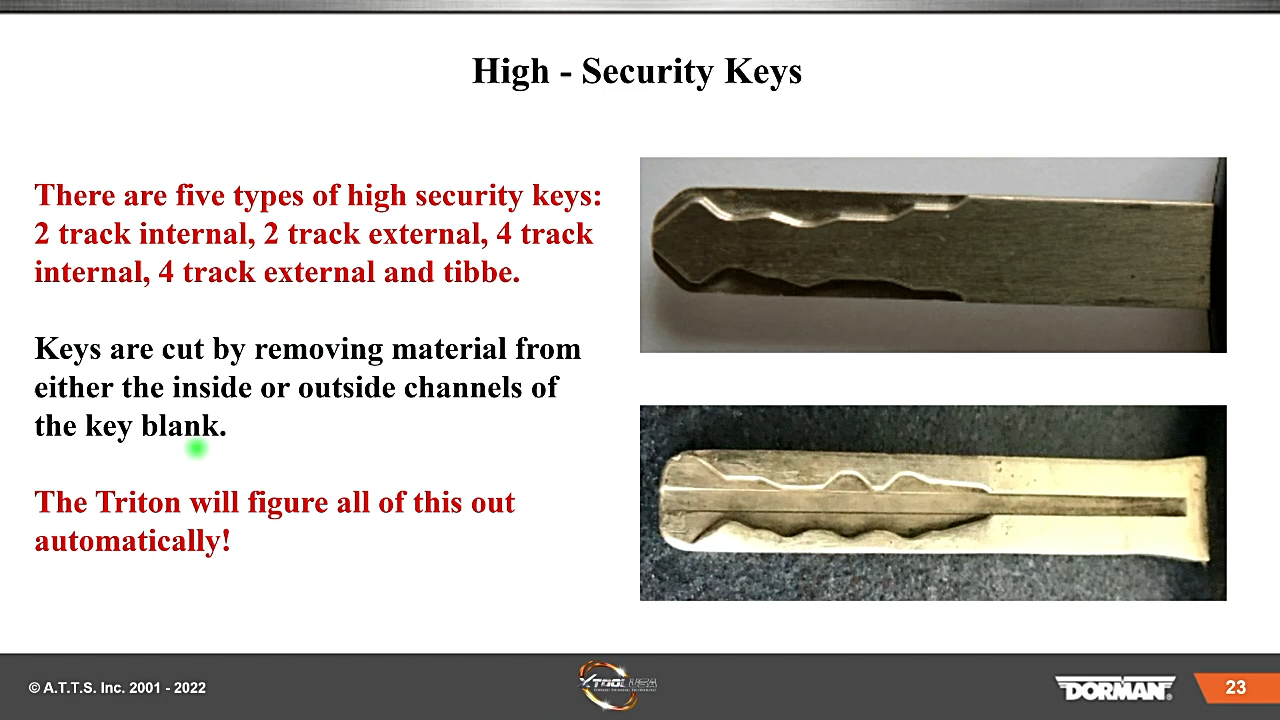 High - Security Keys
There are five types of high security keys:
2 track internal, 2 track external, 4 track
internal, 4 track external and tibbe.
Keys are cut by removing material from
either the inside or outside channels of
the key blank.
The Triton will figure all of this out
automatically!
© A.T.T.S. Inc. 2001 - 2022
XTOOLUSA
DORMAN®
23